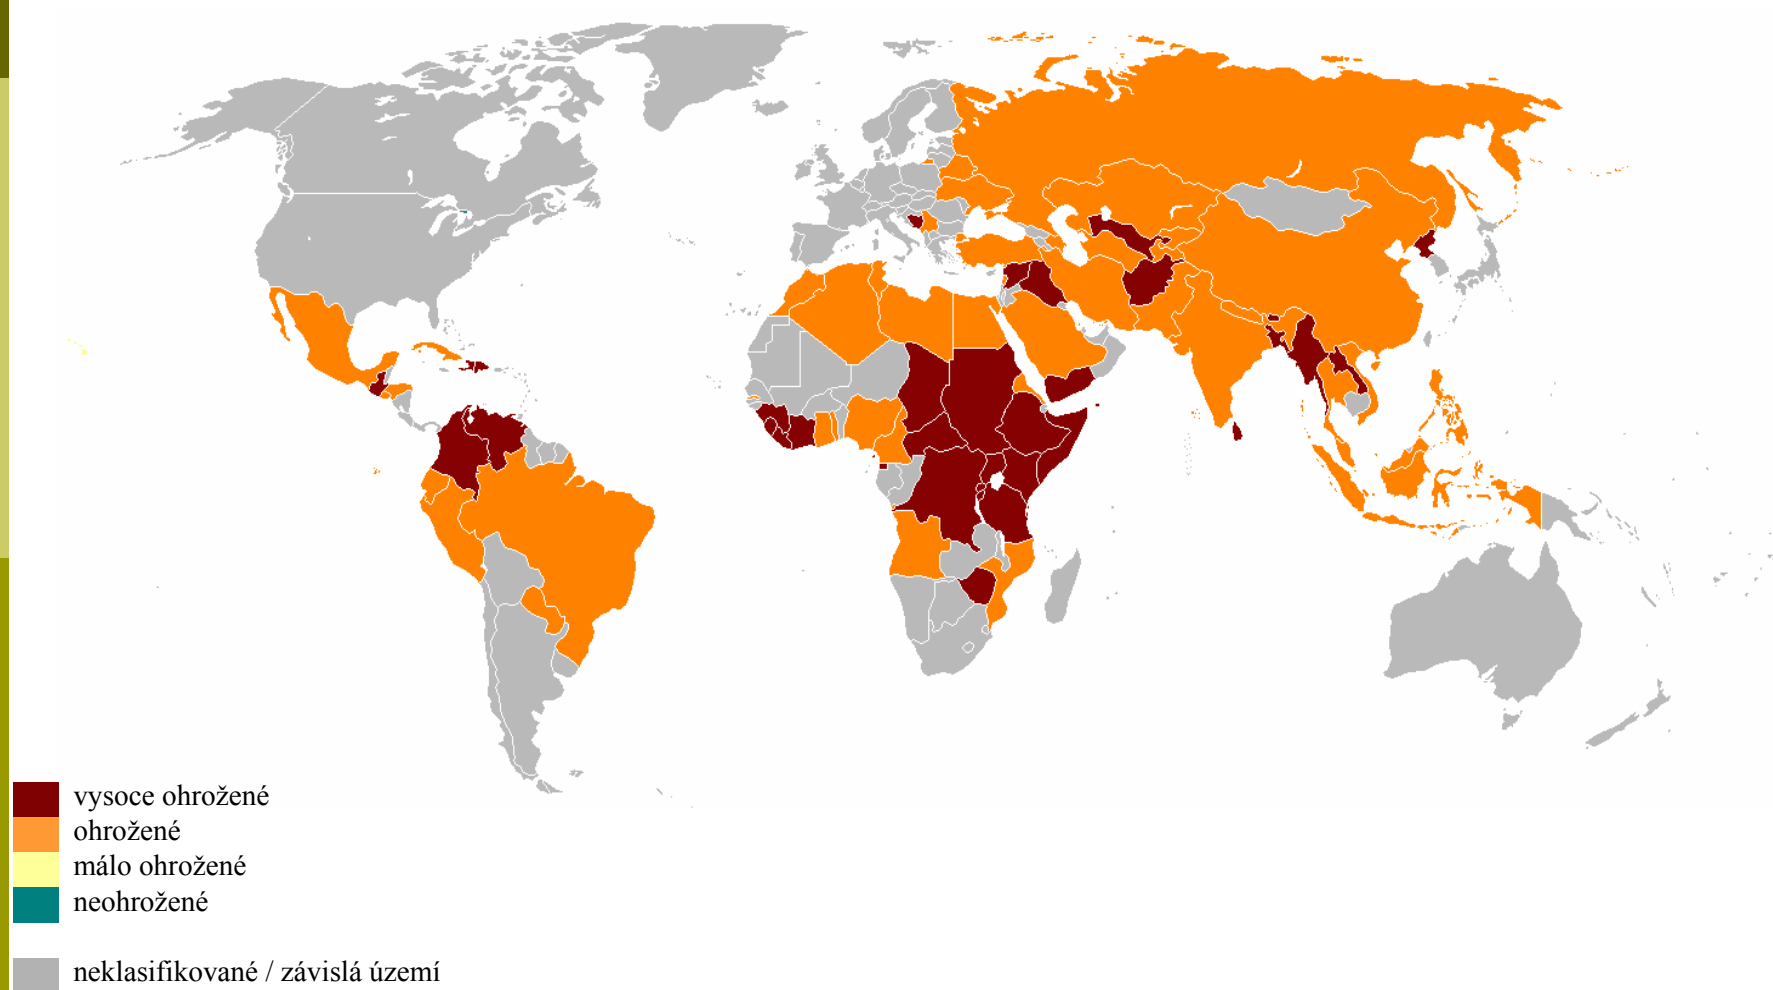 vysoce ohrožené
ohrožené
málo ohrožené
neohrožené
neklasifikované / závislá území